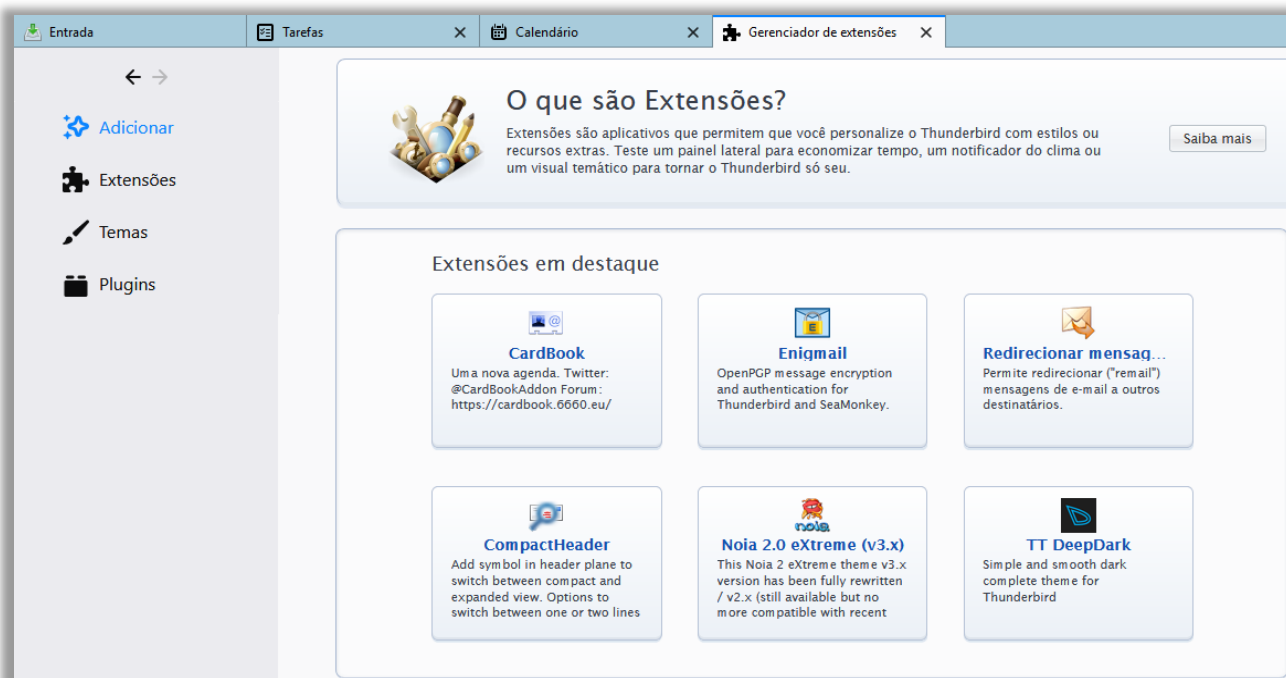 Entrada
Tarefas
Calendário
Gerenciador de extensões
Adicionar
Extensões
Temas
Plugins
O que são Extensões?
Extensões são aplicativos que permitem que você personalize o Thunderbird com estilos ou
recursos extras. Teste um painel lateral para economizar tempo, um notificador do clima ou
um visual temático para tornar o Thunderbird só seu.
Saiba mais
Extensões em destaque
CardBook
Uma nova agenda. Twitter:
@CardBookAddon Forum:
https://cardbook.6660.eu/
Enigmail
OpenPGP message encryption
and authentication for
Thunderbird and SeaMonkey.
Redirecionar mensag...
Permite redirecionar ("remail")
mensagens de e-mail a outros
destinatários.
CompactHeader
Add symbol in header plane to
switch between compact and
expanded view. Options to
switch between one or two lines
noia
Noia 2.0 eXtreme (v3.x)
This Noia 2 eXtreme theme v3.x
version has been fully rewritten
/ v2.x (still available but no
more compatible with recent
TT DeepDark
Simple and smooth dark
complete theme for
Thunderbird